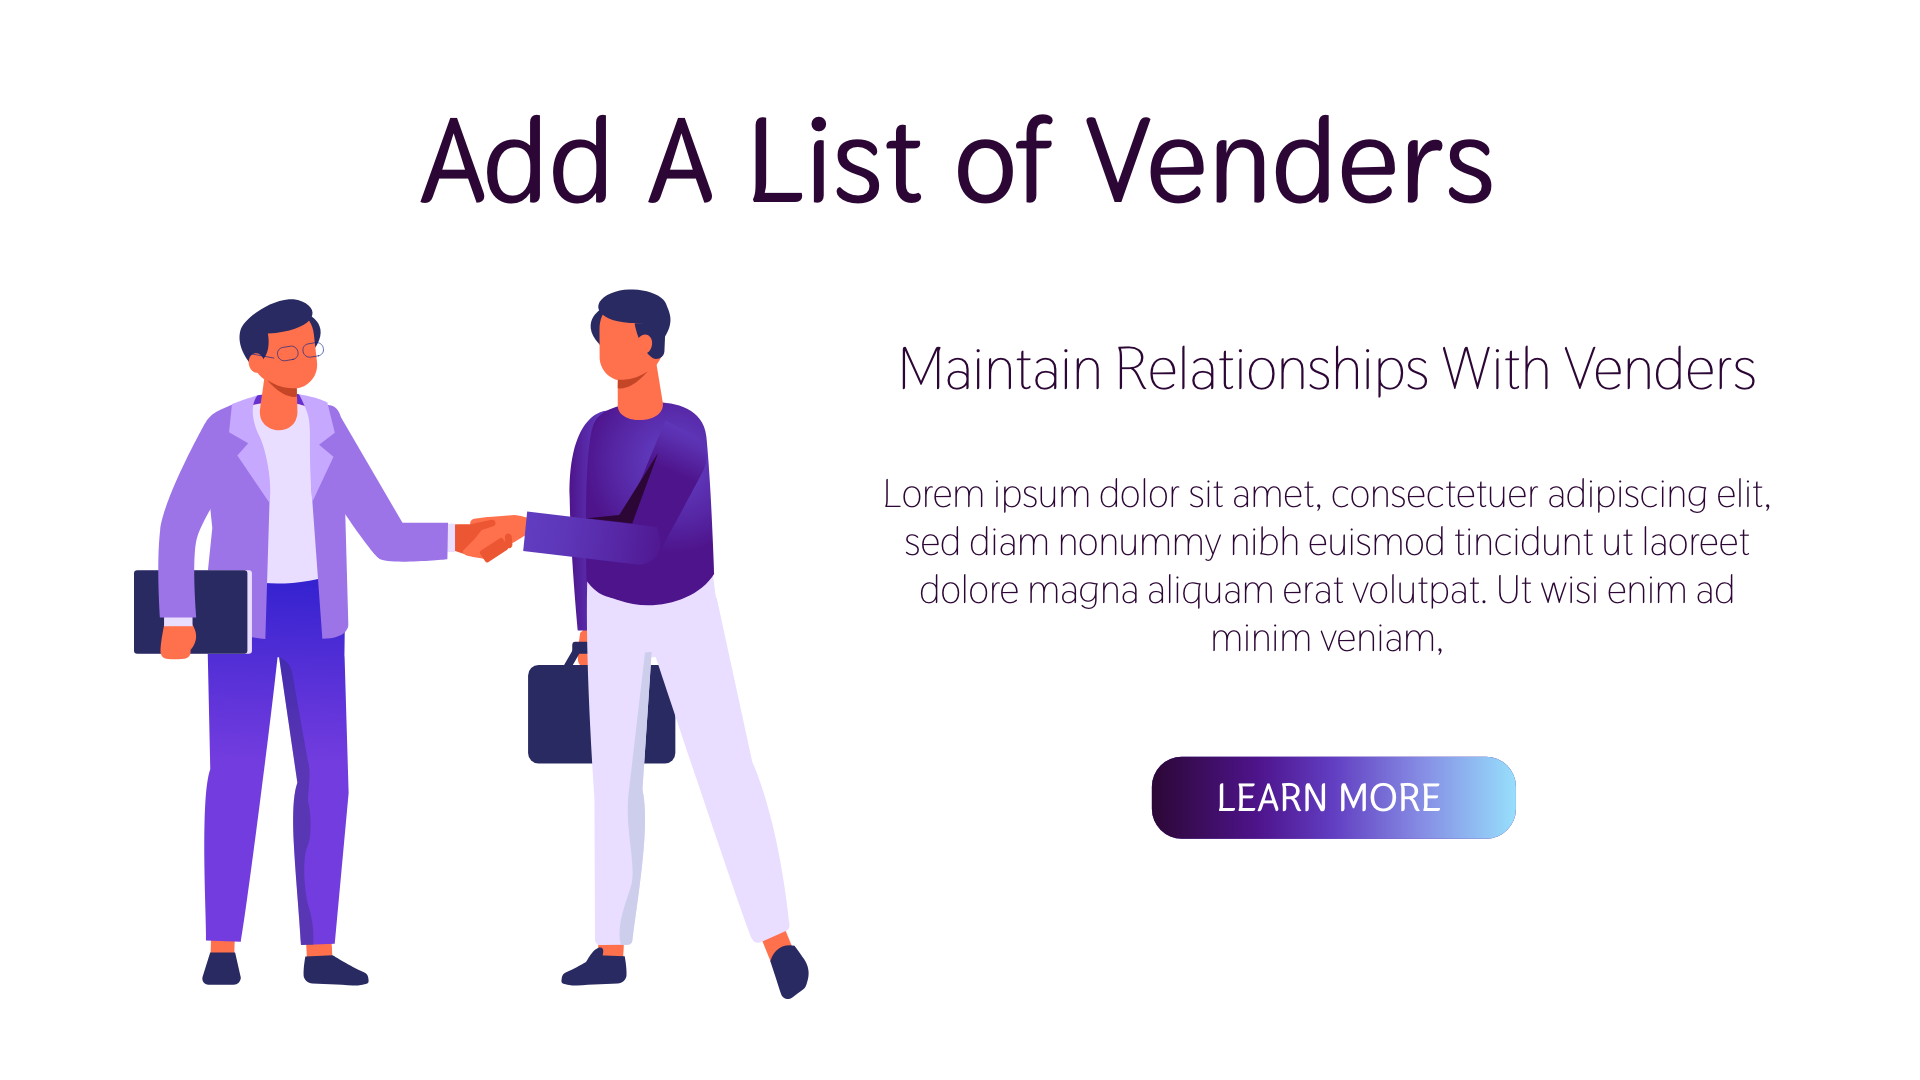 Add A List of Venders
Maintain Relationships With Venders
Lorem ipsum dolor sit amet, consectetuer adipiscing elit,
sed diam nonummy nibh euismod tincidunt ut laoreet
dolore magna aliquam erat volutpat. Ut wisi enim ad
minim veniam,
LEARN MORE